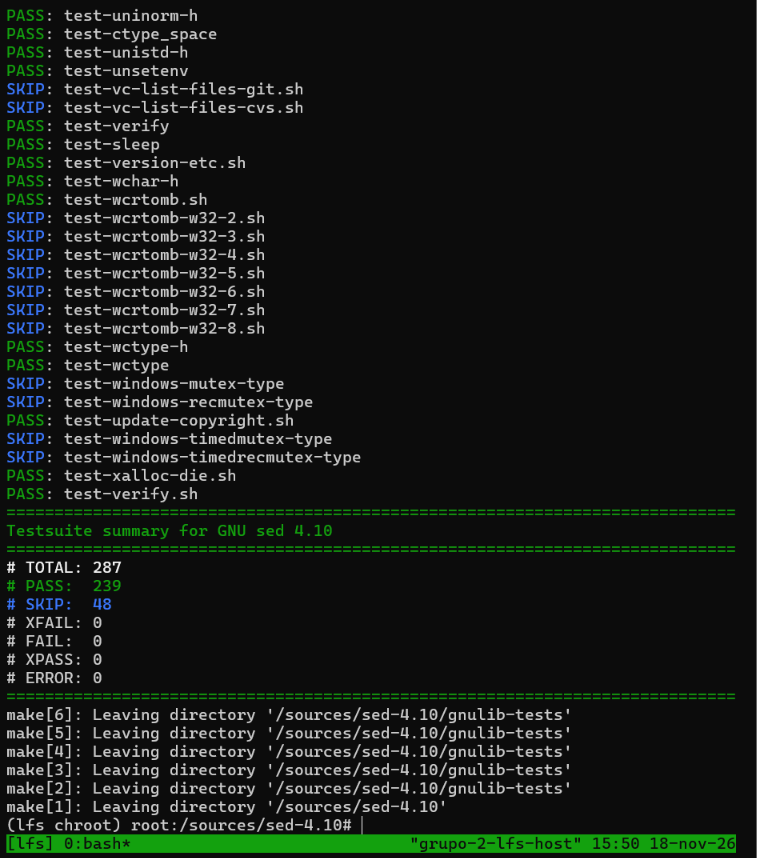 PASS: test-uninorm-h
PASS: test-ctype_space
PASS: test-unistd-h
PASS: test-unsetenv
SKIP: test-vc-list-files-git.sh
SKIP: test-vc-list-files-cvs.sh
PASS: test-verify
PASS: test-sleep
PASS: test-version-etc.sh
PASS: test-wchar-h
PASS: test-wcrtomb.sh
SKIP: test-wcrtomb-w32-2.sh
SKIP: test-wcrtomb-w32-3.sh
SKIP: test-wcrtomb-w32-4.sh
SKIP: test-wcrtomb-w32-5.sh
SKIP: test-wcrtomb-w32-6.sh
SKIP: test-wcrtomb-w32-7.sh
SKIP: test-wcrtomb-w32-8.sh
PASS: test-wctype-h
PASS: test-wctype
SKIP: test-windows-mutex-type
SKIP: test-windows-recmutex-type
PASS: test-update-copyright.sh
SKIP: test-windows-timedmutex-type
SKIP: test-windows-timedrecmutex-type
PASS: test-xalloc-die.sh
PASS: test-verify.sh
============================================================================
Testsuite summary for GNU sed 4.10
============================================================================
# TOTAL: 287
# PASS:  239
# SKIP:  48
# XFAIL: 0
# FAIL:  0
# XPASS: 0
# ERROR: 0
============================================================================
make[6]: Leaving directory '/sources/sed-4.10/gnulib-tests'
make[5]: Leaving directory '/sources/sed-4.10/gnulib-tests'
make[4]: Leaving directory '/sources/sed-4.10/gnulib-tests'
make[3]: Leaving directory '/sources/sed-4.10/gnulib-tests'
make[2]: Leaving directory '/sources/sed-4.10/gnulib-tests'
make[1]: Leaving directory '/sources/sed-4.10'
(lfs chroot) root:/sources/sed-4.10#
[lfs] 0:bash* "grupo-2-lfs-host" 15:50 18-nov-26